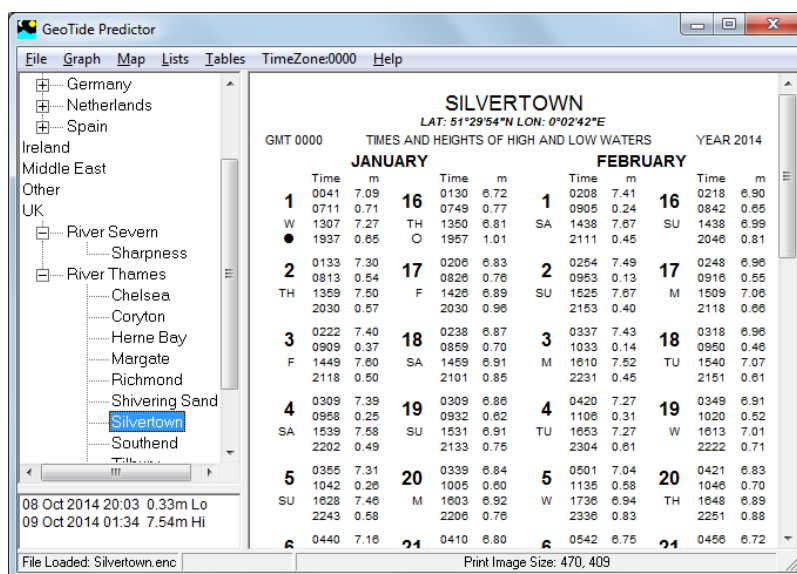 GeoTide Predictor
File Graph Map Lists Tables TimeZone:0000 Help
Germany
Netherlands
Spain
Ireland
Middle East
Other
UK
River Severn
Sharpness
River Thames
Chelsea
Coryton
Herne Bay
Margate
Richmond
Shivering Sand
Silvertown
Southend
Tilbury
08 Oct 2014 20:03 0.33m Lo
09 Oct 2014 01:34 7.54m Hi
SILVERTOWN
LAT: 51°29'54"N LON: 0°02'42"E
GMT 0000 TIMES AND HEIGHTS OF HIGH AND LOW WATERS YEAR 2014
JANUARY FEBRUARY
Time m Time m Time m Time m
1 0041 7.09 16 0130 6.72 1 0208 7.41 16 0218 6.90
0711 0.71 0749 0.77 0905 0.24 0842 0.65
W 1307 7.27 TH 1350 6.81 SA 1438 7.67 SU 1438 6.99
1937 0.65 1957 1.01 2111 0.45 2046 0.81
2 0133 7.30 17 0206 6.83 2 0254 7.49 17 0248 6.96
0813 0.54 0826 0.76 0953 0.13 0916 0.55
TH 1359 7.50 F 1426 6.89 SU 1525 7.67 M 1509 7.06
2030 0.57 2030 0.96 2153 0.40 2118 0.66
3 0222 7.40 18 0238 6.87 3 0337 7.43 18 0318 6.96
0909 0.37 0859 0.70 1033 0.14 0950 0.46
F 1449 7.60 SA 1459 6.91 M 1610 7.52 TU 1540 7.07
2118 0.50 2101 0.85 2231 0.45 2151 0.61
4 0309 7.39 19 0309 6.86 4 0420 7.27 19 0349 6.91
0958 0.25 0932 0.62 1106 0.31 1020 0.52
SA 1539 7.58 SU 1531 6.91 TU 1653 7.27 W 1613 7.01
2202 0.49 2133 0.75 2304 0.61 2222 0.71
5 0355 7.31 20 0339 6.84 5 0501 7.04 20 0421 6.83
1042 0.26 1005 0.60 1135 0.58 1046 0.70
SU 1628 7.46 M 1603 6.92 W 1736 6.94 TH 1648 6.89
2243 0.58 2206 0.76 2336 0.83 2251 0.88
6 0440 7.16 21 0410 6.80 6 0542 6.75 21 0456 6.72
File Loaded: Silvertown.enc Print Image Size: 470, 409